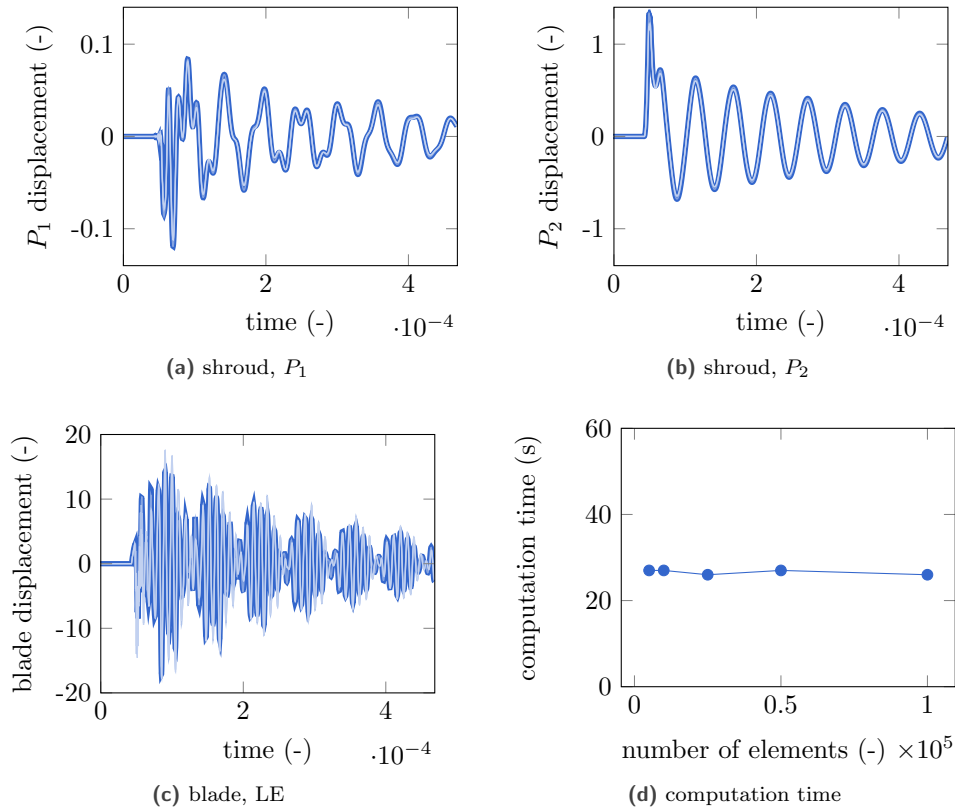 0.1
0
-0.1
P₁ displacement (-)
0
2
4
time (-)
·10⁻⁴
(a) shroud, P₁
1
0
-1
P₂ displacement (-)
0
2
4
time (-)
·10⁻⁴
(b) shroud, P₂
20
10
0
-10
-20
blade displacement (-)
0
2
4
time (-)
·10⁻⁴
(c) blade, LE
60
40
20
0
computation time (s)
0
0.5
1
number of elements (-) ×10⁵
(d) computation time